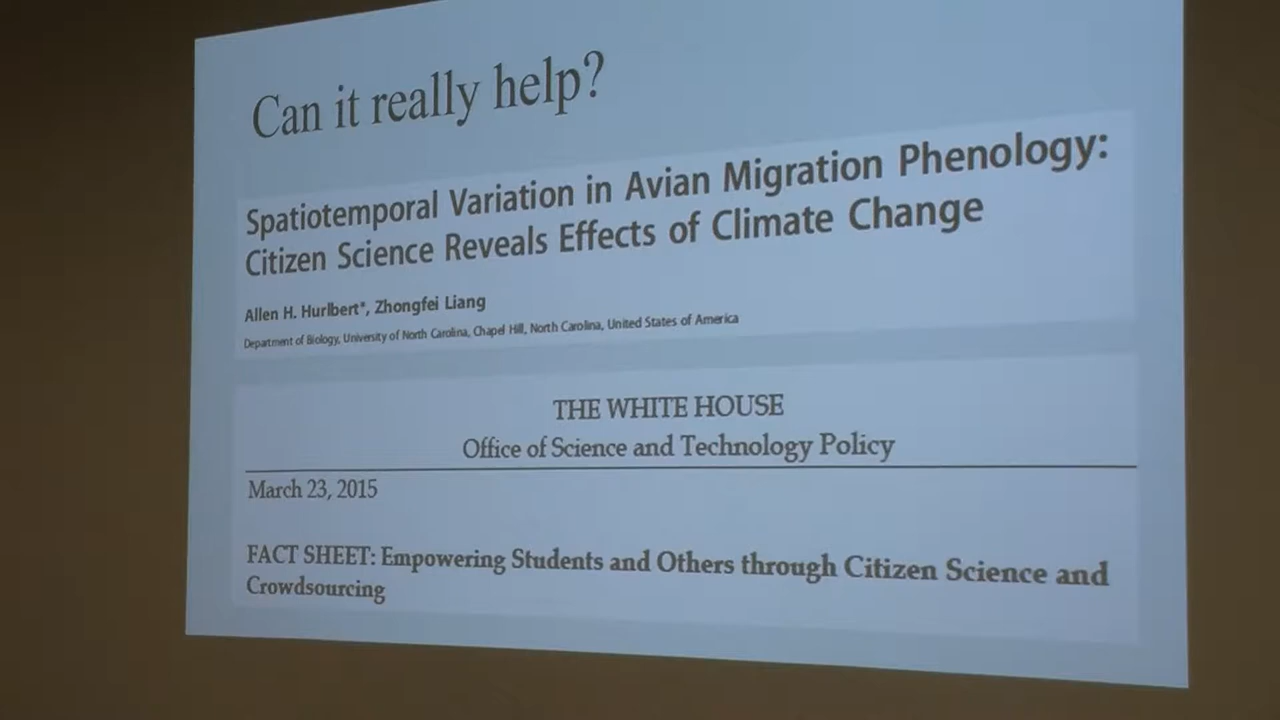 Can it really help?
Spatiotemporal Variation in Avian Migration Phenology:
Citizen Science Reveals Effects of Climate Change
Allen H. Hurlbert*, Zhongfei Liang
Department of Biology, University of North Carolina, Chapel Hill, North Carolina, United States of America
THE WHITE HOUSE
Office of Science and Technology Policy
March 23, 2015
FACT SHEET: Empowering Students and Others through Citizen Science and
Crowdsourcing